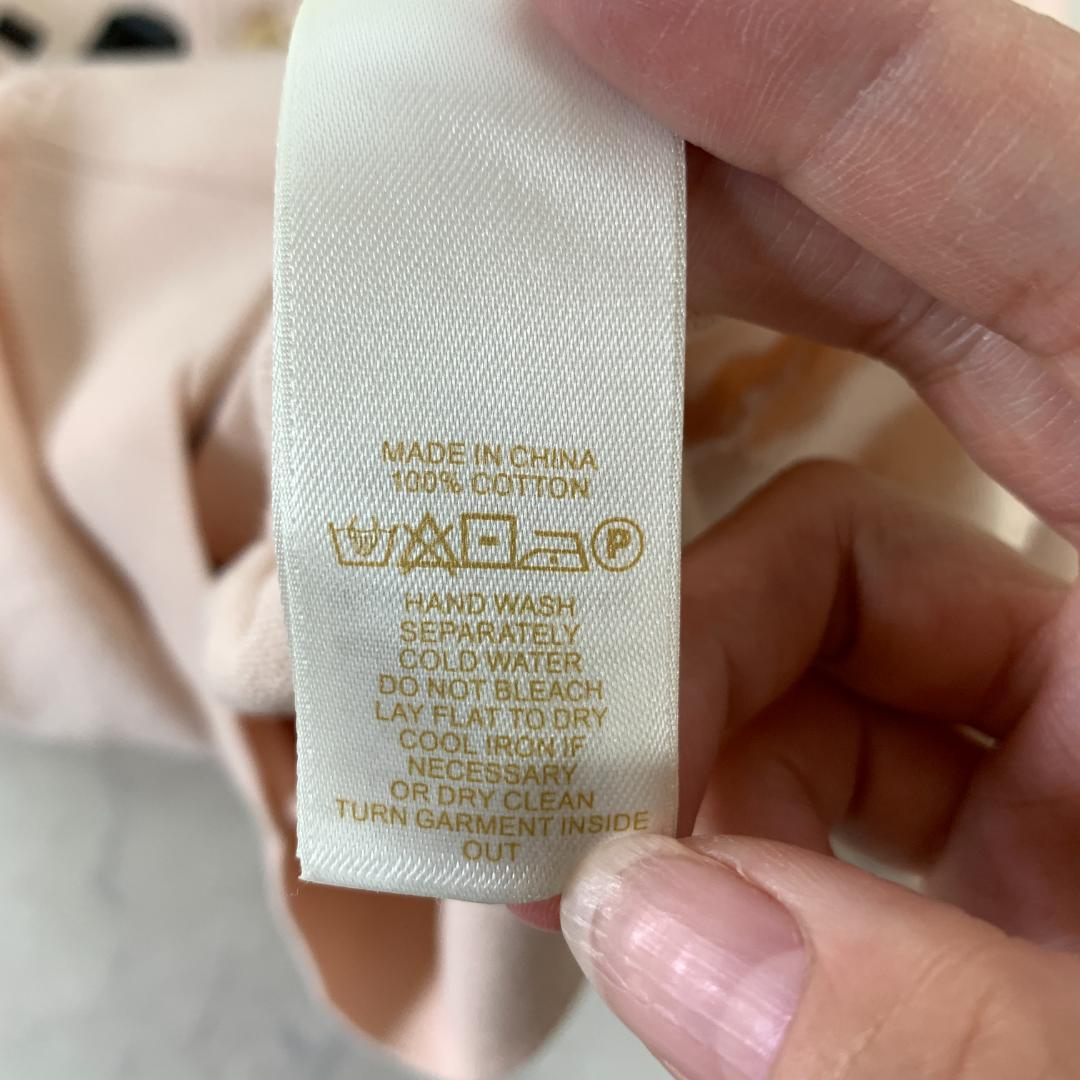 MADE IN CHINA
100% COTTON
P
HAND WASH
SEPARATELY
COLD WATER
DO NOT BLEACH
LAY FLAT TO DRY
COOL IRON IF
NECESSARY
OR DRY CLEAN
TURN GARMENT INSIDE
OUT